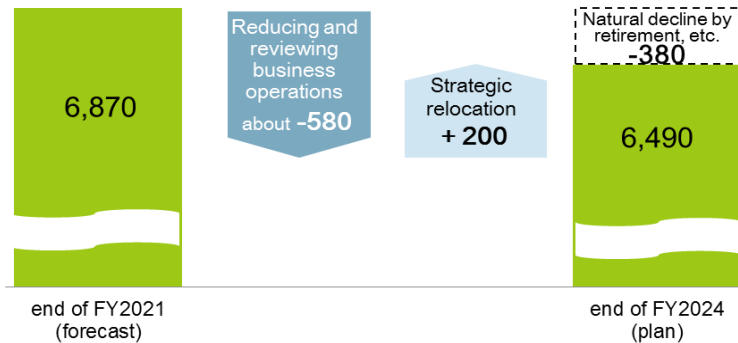 6,870
Reducing and
reviewing
business
operations
about -580
Strategic
relocation
+ 200
Natural decline by
retirement, etc.
-380
6,490
end of FY2021
(forecast)
end of FY2024
(plan)